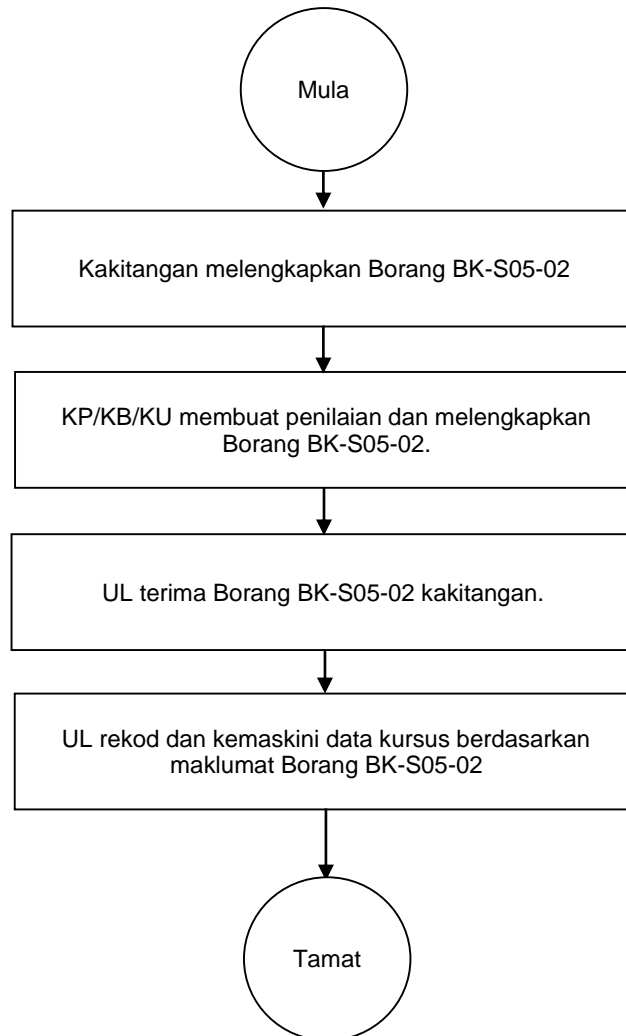 Mula
Kakitangan melengkapkan Borang BK-S05-02
KP/KB/KU membuat penilaian dan melengkapkan
Borang BK-S05-02.
UL terima Borang BK-S05-02 kakitangan.
UL rekod dan kemaskini data kursus berdasarkan
maklumat Borang BK-S05-02
Tamat